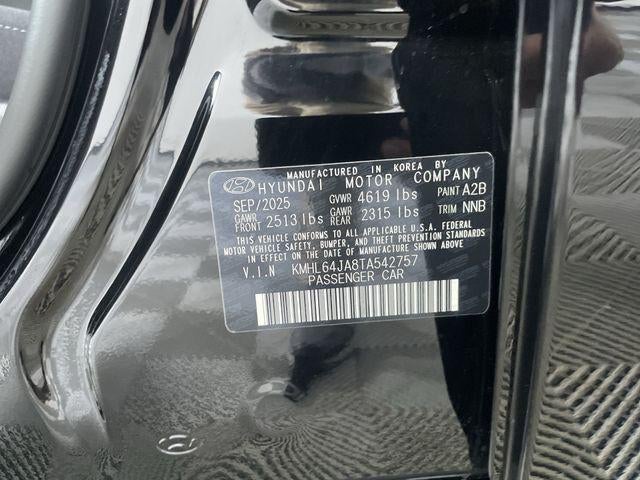 MANUFACTURED IN KOREA BY
HYUNDAI MOTOR COMPANY
SEP/2025 GVWR 4619 lbs PAINT A2B
GAWR FRONT 2513 lbs GAWR REAR 2315 lbs TRIM NNB
THIS VEHICLE CONFORMS TO ALL APPLICABLE U.S.A. FEDERAL
MOTOR VEHICLE SAFETY, BUMPER, AND THEFT PREVENTION STANDARDS
IN EFFECT ON THE DATE OF MANUFACTURE SHOWN ABOVE.
V.I.N KMHL64JA8TA542757
PASSENGER CAR